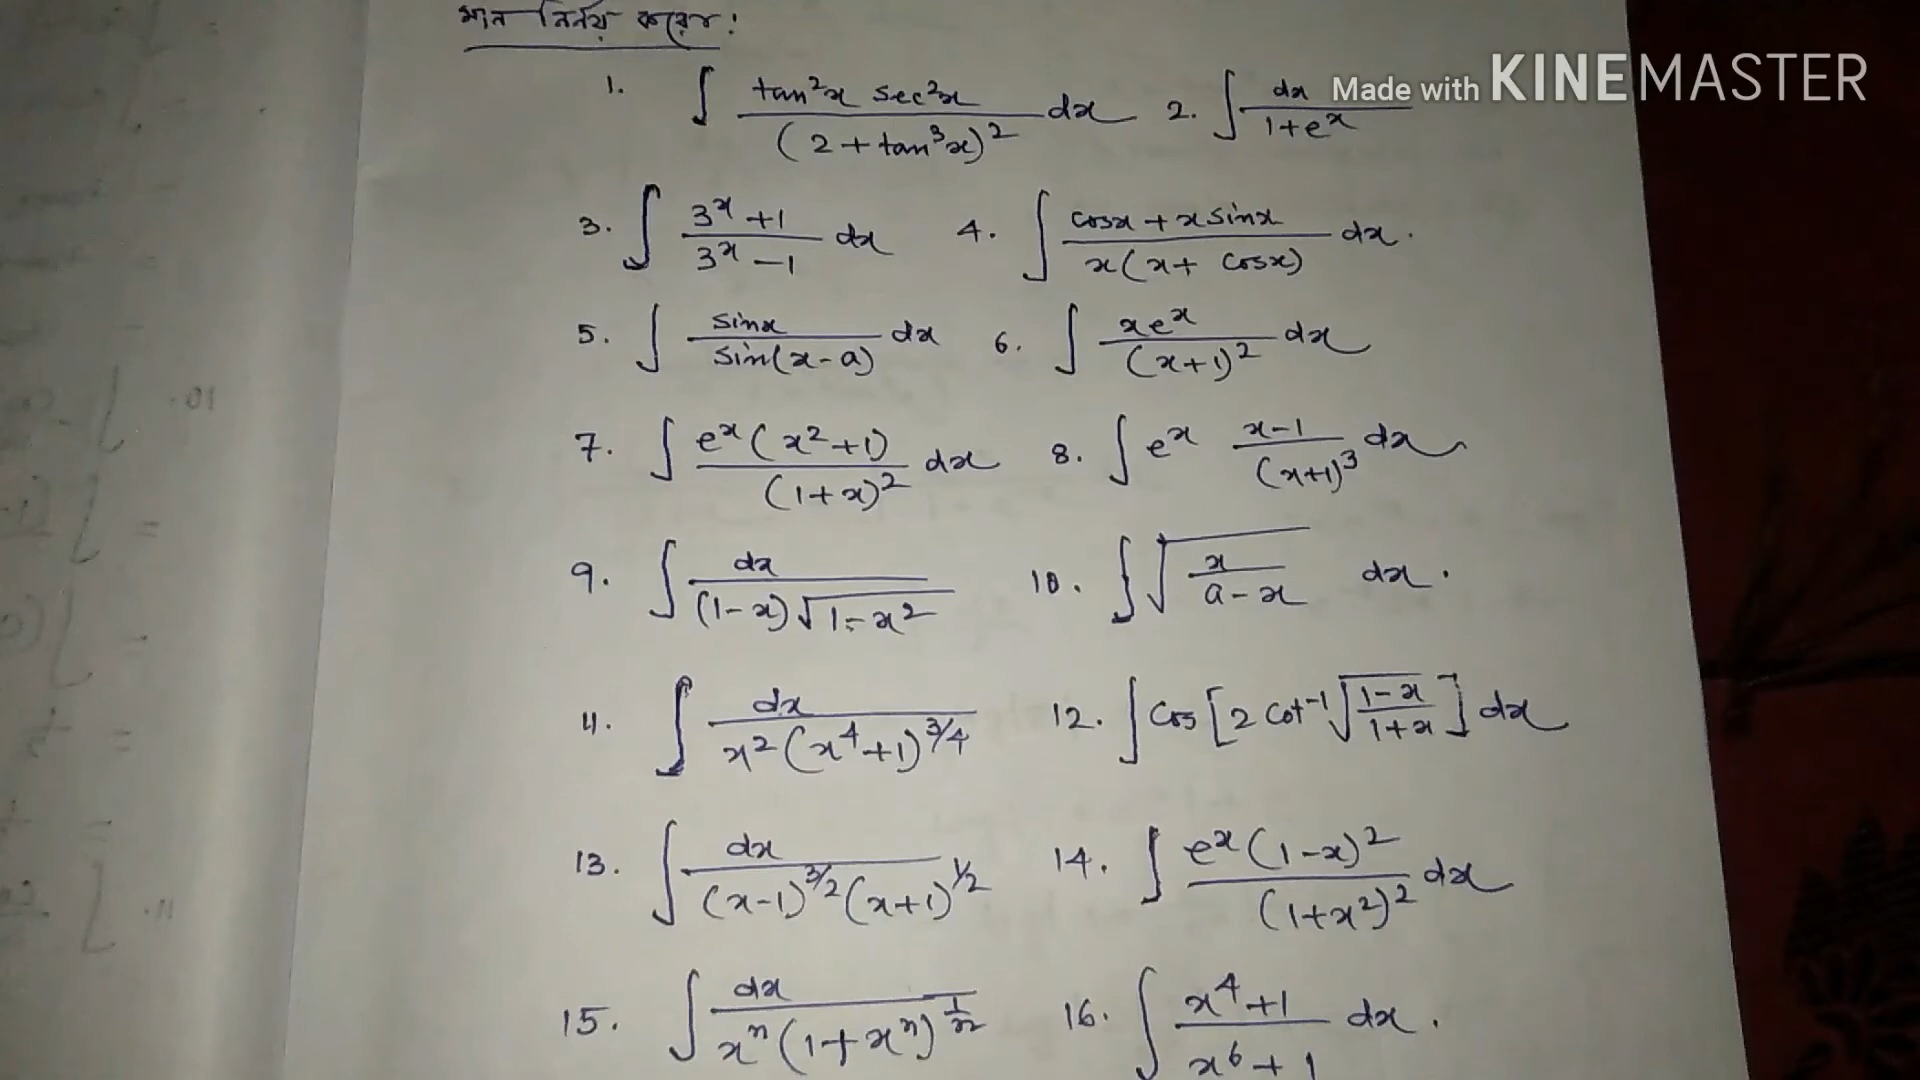 মান নির্ণয় করো:
Made with KINEMASTER
1. ∫ tan²x sec²x / (2 + tan³x)² dx 2. ∫ dx / 1+eˣ
3. ∫ 3ˣ+1 / 3ˣ-1 dx 4. ∫ cosx + x sinx / x(x+ cosx) dx.
5. ∫ sinx / sin(x-a) dx 6. ∫ xeˣ / (x+1)² dx
7. ∫ eˣ(x²+1) / (1+x)² dx 8. ∫ eˣ x-1 / (x+1)³ dx
9. ∫ dx / (1-x)√(1-x²) 10. ∫ √(x / a-x) dx.
11. ∫ dx / x²(x⁴+1)^3/4 12. ∫ Cos [2 cot⁻¹ √(1-x / 1+x)] dx
13. ∫ dx / (x-1)^3/2 (x+1)^1/2 14. ∫ eˣ(1-x)² / (1+x²)² dx
15. ∫ dx / xⁿ(1+xⁿ)^1/n 16. ∫ x⁴+1 / x⁶+1 dx.